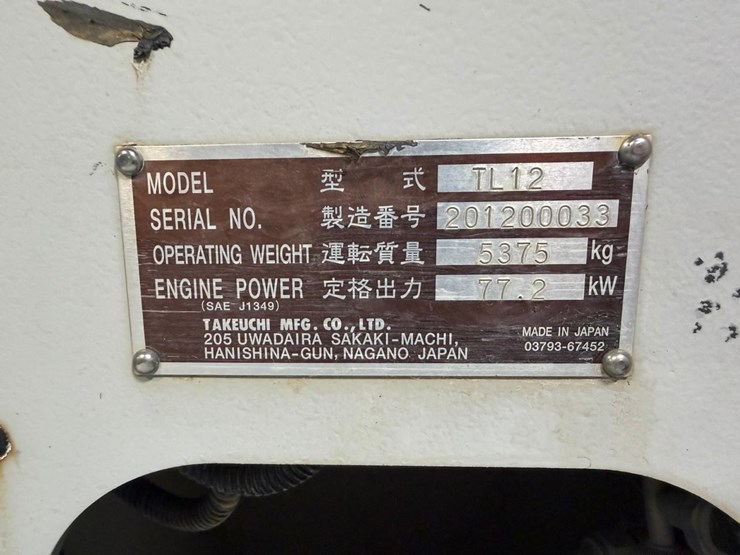 MODEL 型 式 TL12
SERIAL NO. 製造番号 201200033
OPERATING WEIGHT 運転質量 5375 kg
ENGINE POWER 定格出力 77.2 kW
(SAE J1349)
TAKEUCHI MFG. CO., LTD.
205 UWADAIRA SAKAKI-MACHI,
HANISHINA-GUN, NAGANO JAPAN
MADE IN JAPAN
03793-67452